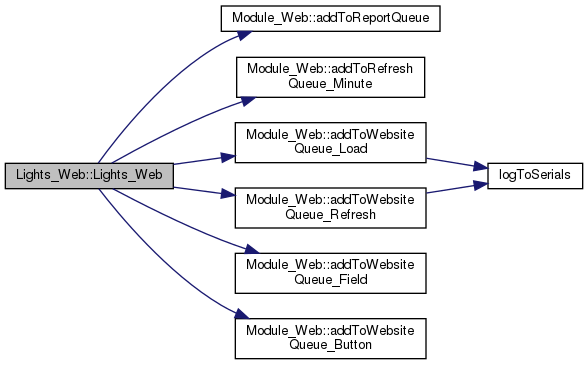 Module_Web::addToReportQueue
Module_Web::addToRefresh
Queue_Minute
Module_Web::addToWebsite
Queue_Load
Lights_Web::Lights_Web
logToSerials
Module_Web::addToWebsite
Queue_Refresh
Module_Web::addToWebsite
Queue_Field
Module_Web::addToWebsite
Queue_Button